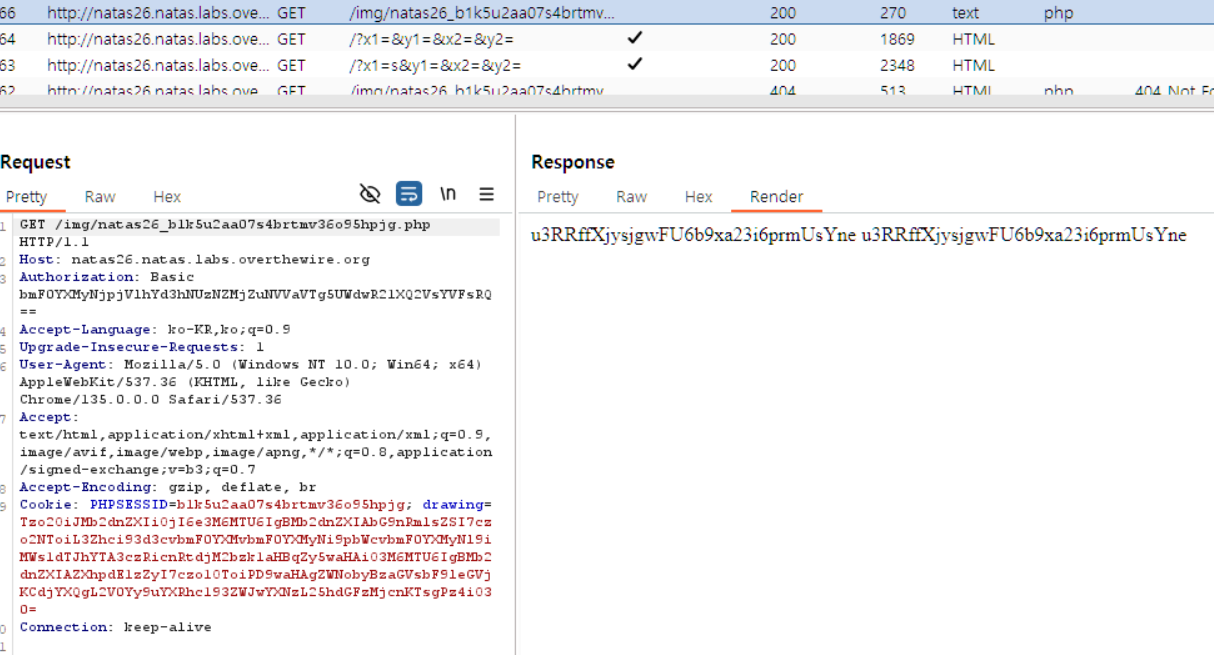 66 http://natas26.natas.labs.ove... GET /img/natas26_b1k5u2aa07s4brtmv... 200 270 text php
64 http://natas26.natas.labs.ove... GET /?x1=&y1=&x2=&y2= ✓ 200 1869 HTML
63 http://natas26.natas.labs.ove... GET /?x1=s&y1=&x2=&y2= ✓ 200 2348 HTML
62 http://natas26.natas.labs.ove... GET /img/natas26_b1k5u2aa07s4brtmv 404 513 HTML php 404 Not Fo
Request
Response
Pretty Raw Hex \n
Pretty Raw Hex Render
1 GET /img/natas26_b1k5u2aa07s4brtmv36o95hpjg.php
HTTP/1.1
2 Host: natas26.natas.labs.overthewire.org
3 Authorization: Basic
==
4 Accept-Language: ko-KR,ko;q=0.9
5 Upgrade-Insecure-Requests: 1
6 User-Agent: Mozilla/5.0 (Windows NT 10.0; Win64; x64)
AppleWebKit/537.36 (KHTML, like Gecko)
Chrome/135.0.0.0 Safari/537.36
7 Accept:
text/html,application/xhtml+xml,application/xml;q=0.9,
image/avif,image/webp,image/apng,*/*;q=0.8,application
/signed-exchange;v=b3;q=0.7
8 Accept-Encoding: gzip, deflate, br
9 Cookie: PHPSESSID=b1k5u2aa07s4brtmv36o95hpjg; drawing=
0=
0 Connection: keep-alive
1
u3RRffXjysjgwFU6b9xa23i6prmUsYne u3RRffXjysjgwFU6b9xa23i6prmUsYne